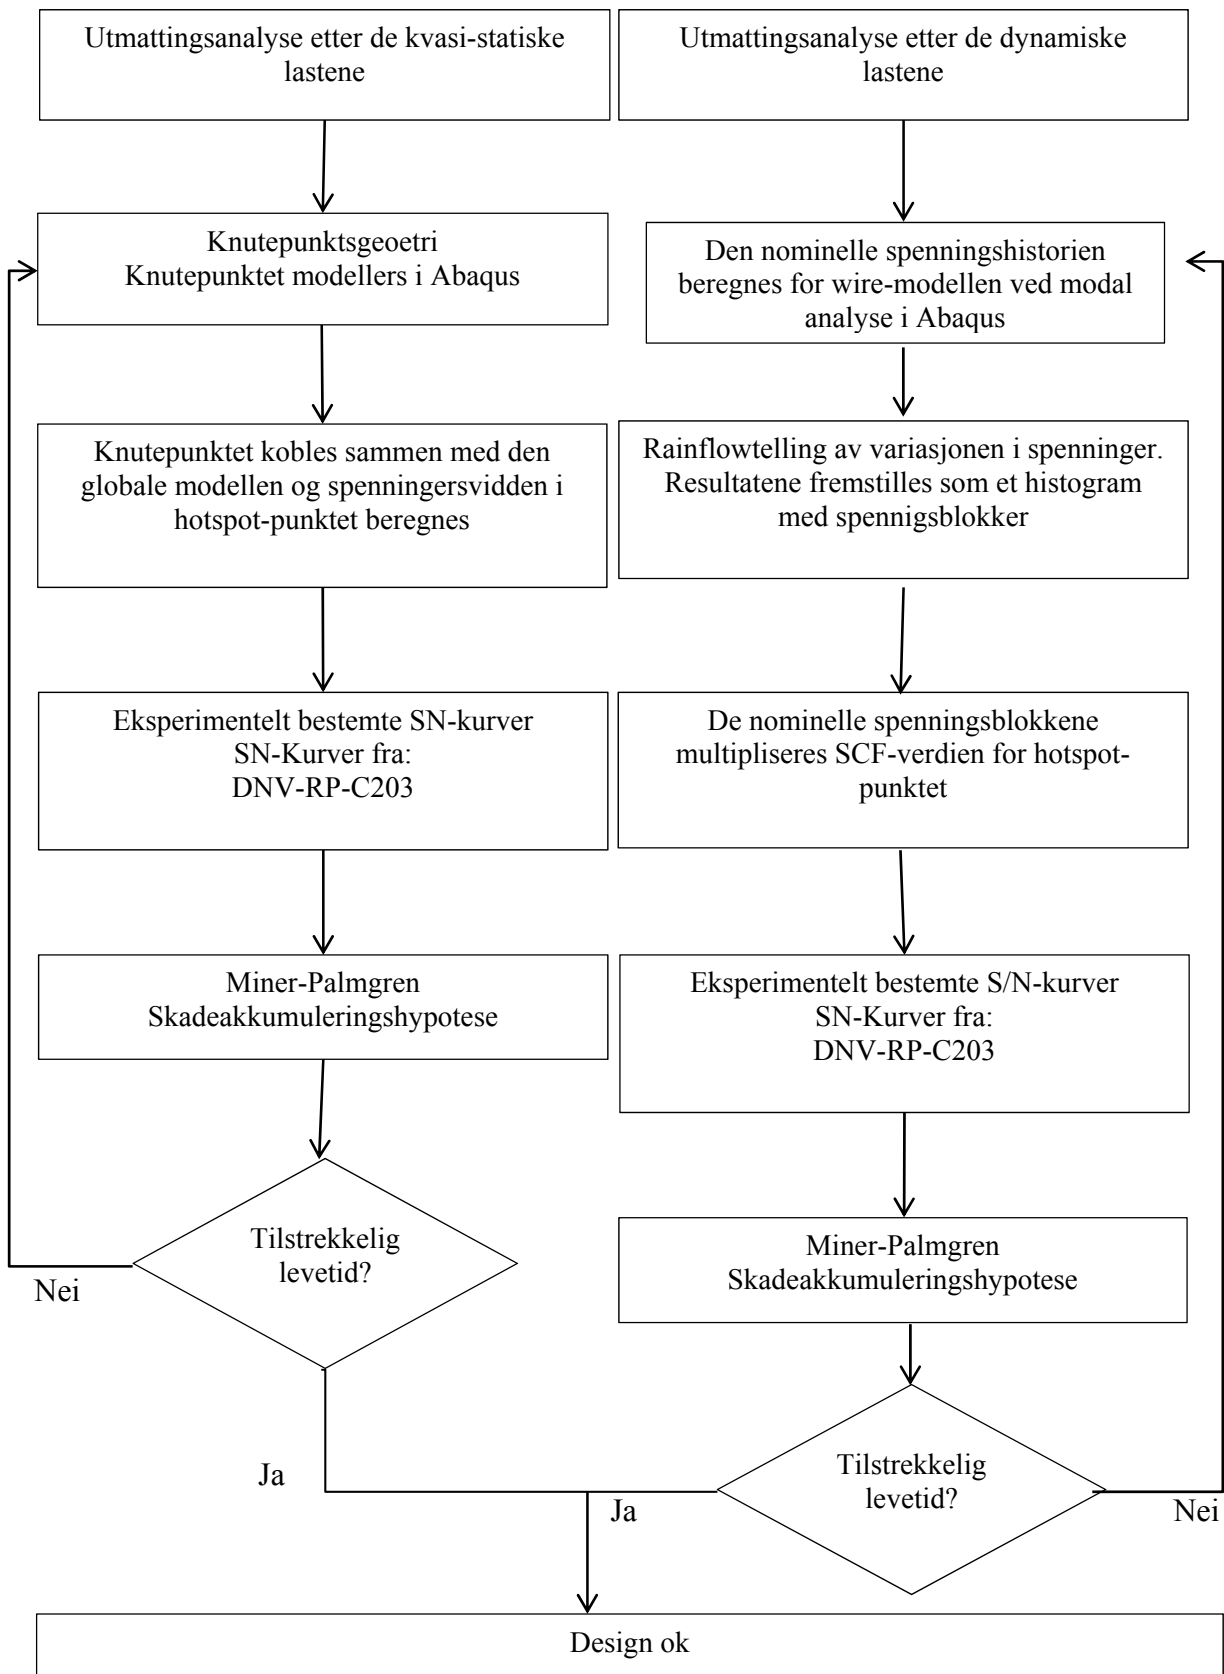 Utmattingsanalyse etter de kvasi-statiske
lastene
Utmattingsanalyse etter de dynamiske
lastene
Knutepunktsgeoetri
Knutepunktet modellers i Abaqus
Den nominelle spenningshistorien
beregnes for wire-modellen ved modal
analyse i Abaqus
Knutepunktet kobles sammen med den
globale modellen og spenningersvidden i
hotspot-punktet beregnes
Rainflowtelling av variasjonen i spenninger.
Resultatene fremstilles som et histogram
med spennigsblokker
Eksperimentelt bestemte SN-kurver
SN-Kurver fra:
DNV-RP-C203
De nominelle spenningsblokkene
multipliseres SCF-verdien for hotspot-
punktet
Miner-Palmgren
Skadeakkumuleringshypotese
Eksperimentelt bestemte S/N-kurver
SN-Kurver fra:
DNV-RP-C203
Tilstrekkelig
levetid?
Nei
Miner-Palmgren
Skadeakkumuleringshypotese
Ja
Tilstrekkelig
levetid?
Ja
Nei
Design ok